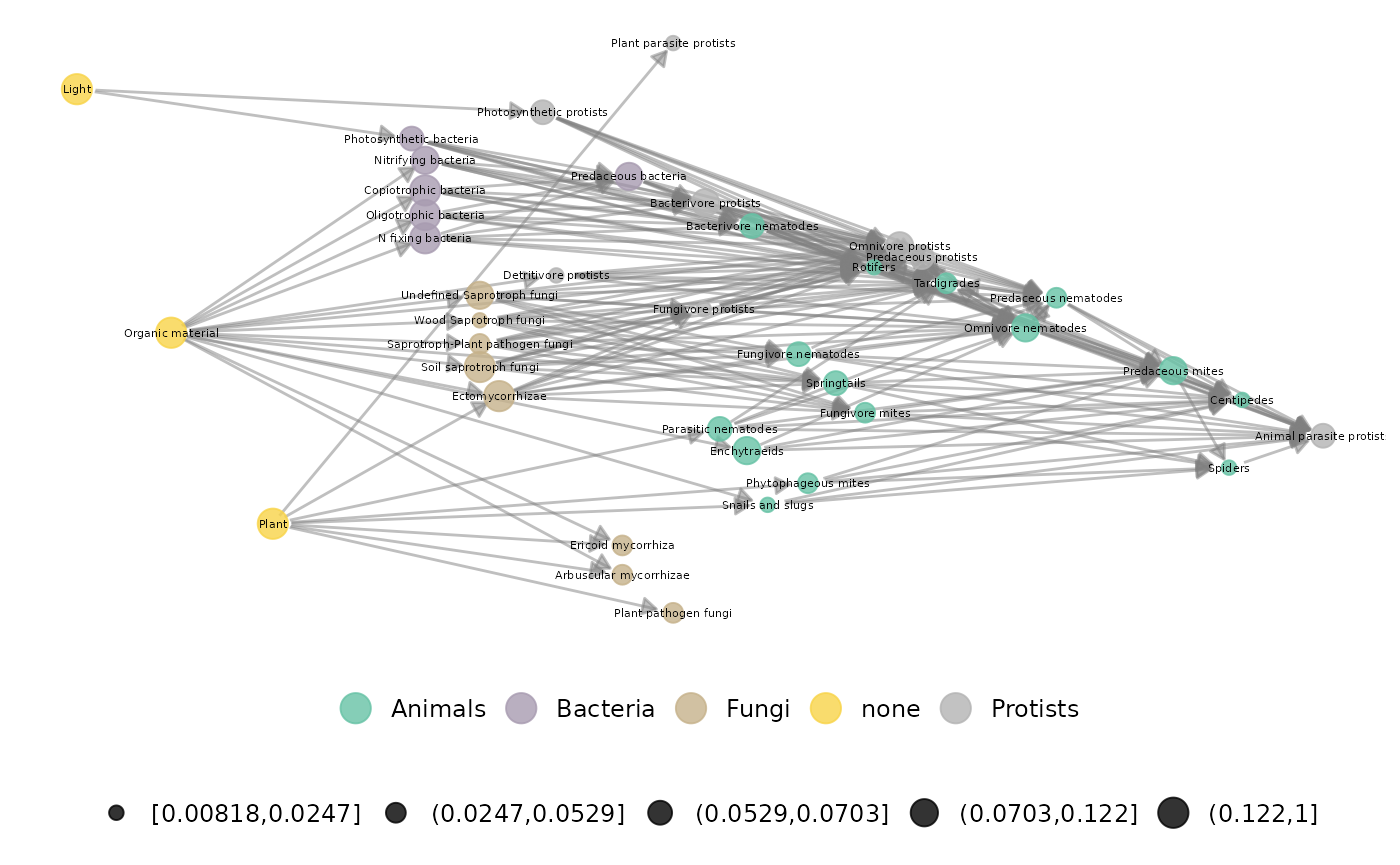 Plant parasite protists
Light
Photosynthetic protists
Photosynthetic bacteria
Nitrifying bacteria
Predaceous bacteria
Copiotrophic bacteria
Bacterivore protists
Oligotrophic bacteria
Bacterivore nematodes
N fixing bacteria
Omnivore protists
Predaceous protists
Rotifers
Detritivore protists
Tardigrades
Undefined Saprotroph fungi
Predaceous nematodes
Fungivore protists
Wood Saprotroph fungi
Omnivore nematodes
Organic material
Saprotroph-Plant pathogen fungi
Fungivore nematodes
Soil saprotroph fungi
Predaceous mites
Springtails
Ectomycorrhizae
Centipedes
Fungivore mites
Parasitic nematodes
Animal parasite protist
Enchytraeids
Spiders
Phytophageous mites
Snails and slugs
Plant
Ericoid mycorrhiza
Arbuscular mycorrhizae
Plant pathogen fungi
Animals Bacteria Fungi none Protists
[0.00818,0.0247] (0.0247,0.0529] (0.0529,0.0703] (0.0703,0.122] (0.122,1]